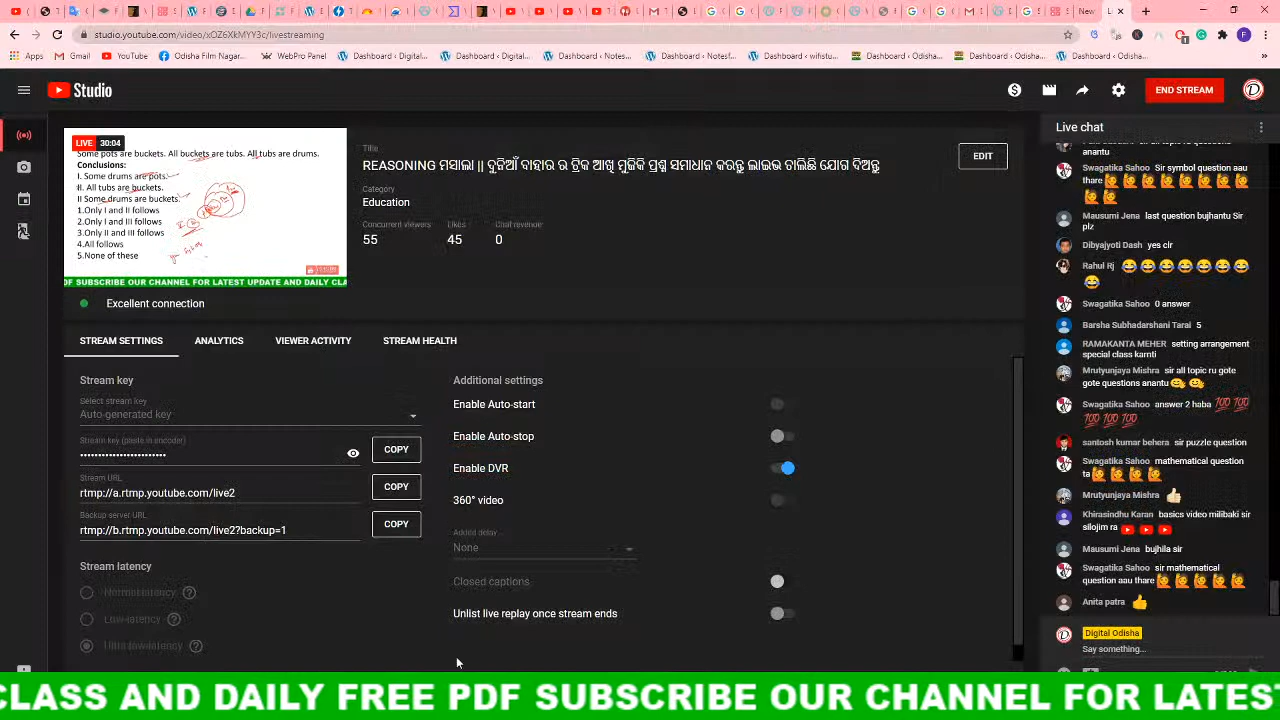 studio.youtube.com/video/xOZ6XkMYY3c/livestreaming
Apps Gmail YouTube Odisha Film Nagar... WebPro Panel Dashboard ‹ Digital... Dashboard ‹ Digital... Dashboard ‹ Notes... Dashboard ‹ Notesf... Dashboard ‹ wifistu... Dashboard ‹ Odisha... Dashboard ‹ Odisha...
Studio
END STREAM
LIVE 30:04
Some pots are buckets. All buckets are tubs. All tubs are drums.
Conclusions:
I. Some drums are pots.
II. All tubs are buckets.
II Some drums are buckets.
1.Only I and II follows
2.Only I and III follows
3.Only II and III follows
4.All follows
5.None of these
DF SUBSCRIBE OUR CHANNEL FOR LATEST UPDATE AND DAILY CLA
Title
REASONING ମସାଲା || ଦୁନିଆଁ ବାହାର ର ଟ୍ରିକ ଆଖି ମୁଜିକି ପ୍ରଶ୍ନ ସମାଧାନ କରନ୍ତୁ ଲାଇଭ ଚାଲିଛି ଯୋଗ ଦିଅନ୍ତୁ
EDIT
Category
Education
Concurrent viewers Likes Chat revenue
55 45 0
Excellent connection
STREAM SETTINGS ANALYTICS VIEWER ACTIVITY STREAM HEALTH
Stream key
Select stream key
Auto-generated key
Stream key (paste in encoder)
COPY
Stream URL
rtmp://a.rtmp.youtube.com/live2
COPY
Backup server URL
rtmp://b.rtmp.youtube.com/live2?backup=1
COPY
Stream latency
Normal latency
Low-latency
Ultra low-latency
Additional settings
Enable Auto-start
Enable Auto-stop
Enable DVR
360° video
Added delay
None
Closed captions
Unlist live replay once stream ends
Live chat
anantu
Swagatika Sahoo Sir symbol question aau
thare 🙋🙋🙋🙋
🙋🙋
Mausumi Jena last question bujhantu Sir
plz
Dibyajyoti Dash yes clr
Rahul Rj 😂😂😂😂😂😂😂
😂
Swagatika Sahoo 0 answer
Barsha Subhadarshani Tarai 5
RAMAKANTA MEHER setting arrangement
special class karnti
Mrutyunjaya Mishra sir all topic ru gote
gote questions anantu
Swagatika Sahoo answer 2 haba 💯💯
💯💯💯
santosh kumar behera sir puzzle question
Swagatika Sahoo mathematical question
ta🙋🙋🙋🙋
Mrutyunjaya Mishra 👍🏻
Khirasindhu Karan basics video milibaki sir
silojim ra
Mausumi Jena bujhila sir
Swagatika Sahoo sir mathematical
question aau thare 🙋🙋🙋🙋🙋
Anita patra 👍
Digital Odisha
Say something...
CLASS AND DAILY FREE PDF SUBSCRIBE OUR CHANNEL FOR LATEST